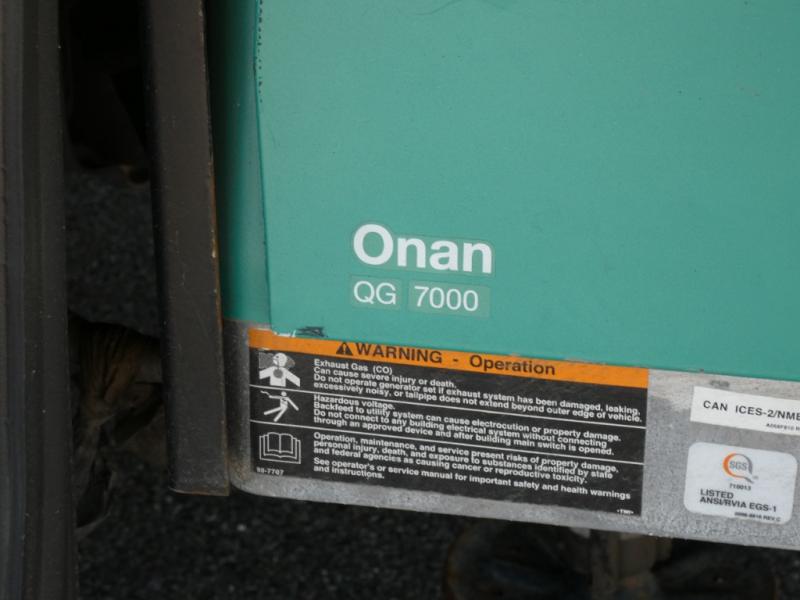 Onan
QG 7000
WARNING - Operation
Exhaust Gas (CO)
Can cause severe injury or death.
Do not operate generator set if exhaust system has been damaged, leaking,
excessively noisy, or tailpipe does not extend beyond outer edge of vehicle.
Hazardous voltage.
Backfeed to utility system can cause electrocution or property damage.
Do not connect to any building electrical system without connecting
through an approved device and after building main switch is opened.
Operation, maintenance, and service present risks of property damage,
personal injury, death, and exposure to substances identified by state
and federal agencies as causing cancer or reproductive toxicity.
See operator's or service manual for important safety and health warnings
and instructions.
98-7707
CAN ICES-2/NMB
SGS
710013
LISTED
ANSI/RVIA EGS-1